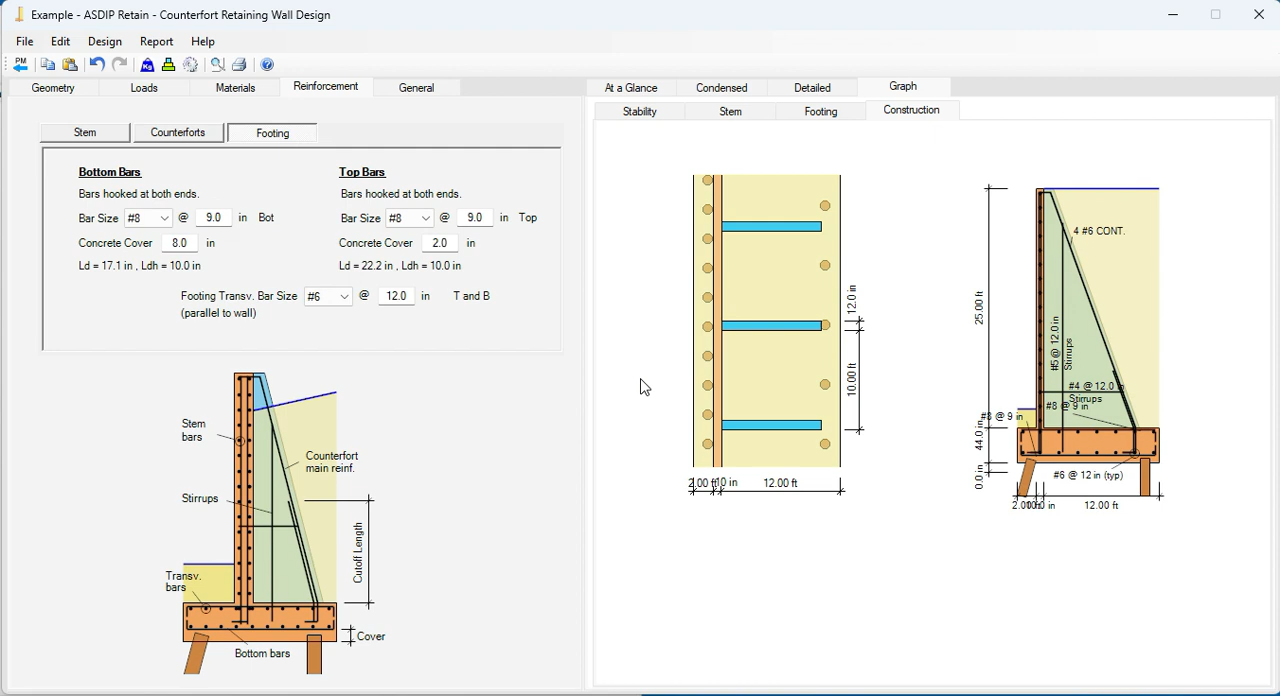 Example - ASDIP Retain - Counterfort Retaining Wall Design
File Edit Design Report Help
PM Kg
Geometry Loads Materials Reinforcement General
At a Glance Condensed Detailed Graph
Stability Stem Footing Construction
Stem Counterforts Footing
Bottom Bars
Bars hooked at both ends.
Bar Size #8 @ 9.0 in Bot
Concrete Cover 8.0 in
Ld = 17.1 in , Ldh = 10.0 in
Top Bars
Bars hooked at both ends.
Bar Size #8 @ 9.0 in Top
Concrete Cover 2.0 in
Ld = 22.2 in , Ldh = 10.0 in
Footing Transv. Bar Size #6 @ 12.0 in T and B
(parallel to wall)
Stem
bars
Counterfort
main reinf.
Stirrups
Cutoff Length
Transv.
bars
Cover
Bottom bars
12.0 in
10.00 ft
2.00 ft
10 in
12.00 ft
4 #6 CONT.
25.00 ft
#5 @ 12.0 in
Stirrups
#4 @ 12.0 in
Stirrups
#8 @ 9 in
#8 @ 9 in
44.0 in
0.0 in
#6 @ 12 in (typ)
2.00 ft
12.00 ft